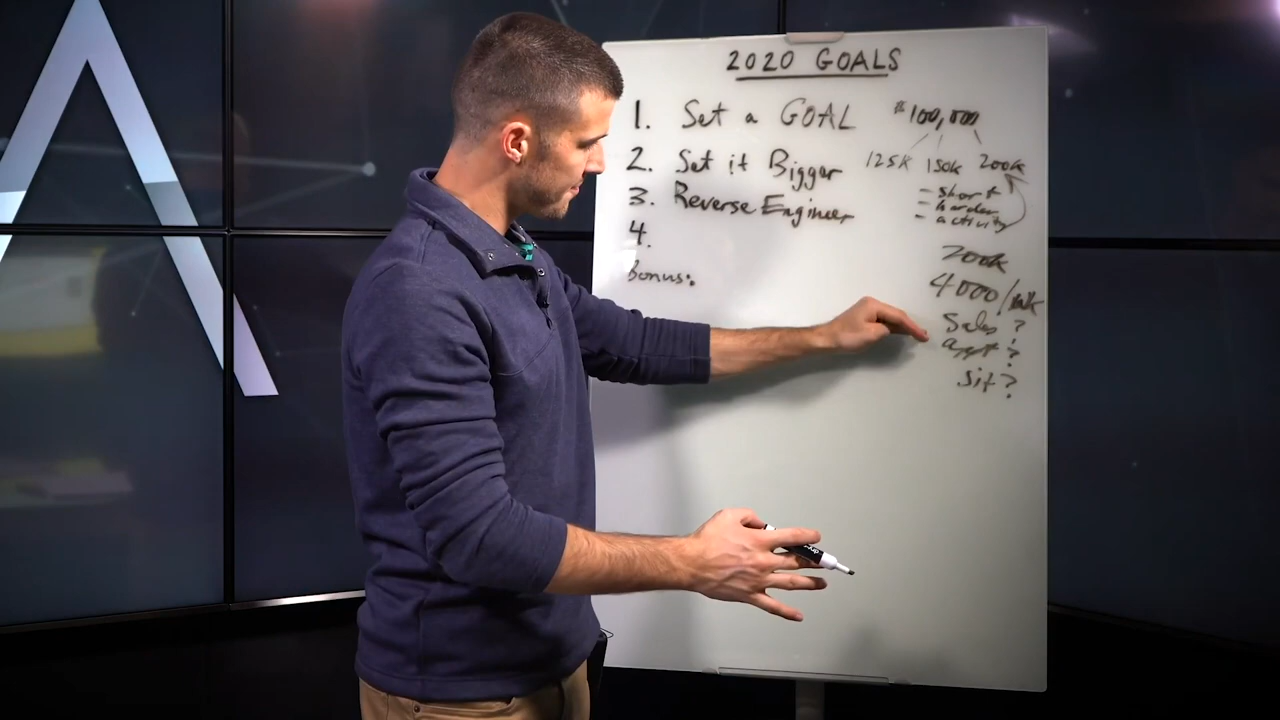 2020 GOALS
1. Set a GOAL
2. Set it Bigger
3. Reverse Engineer
4.
Bonus:
$100,000
125k 150k 200k
- short
- harder
- activity
200k
4000/wk
Sales ?
appt ?
sit ?